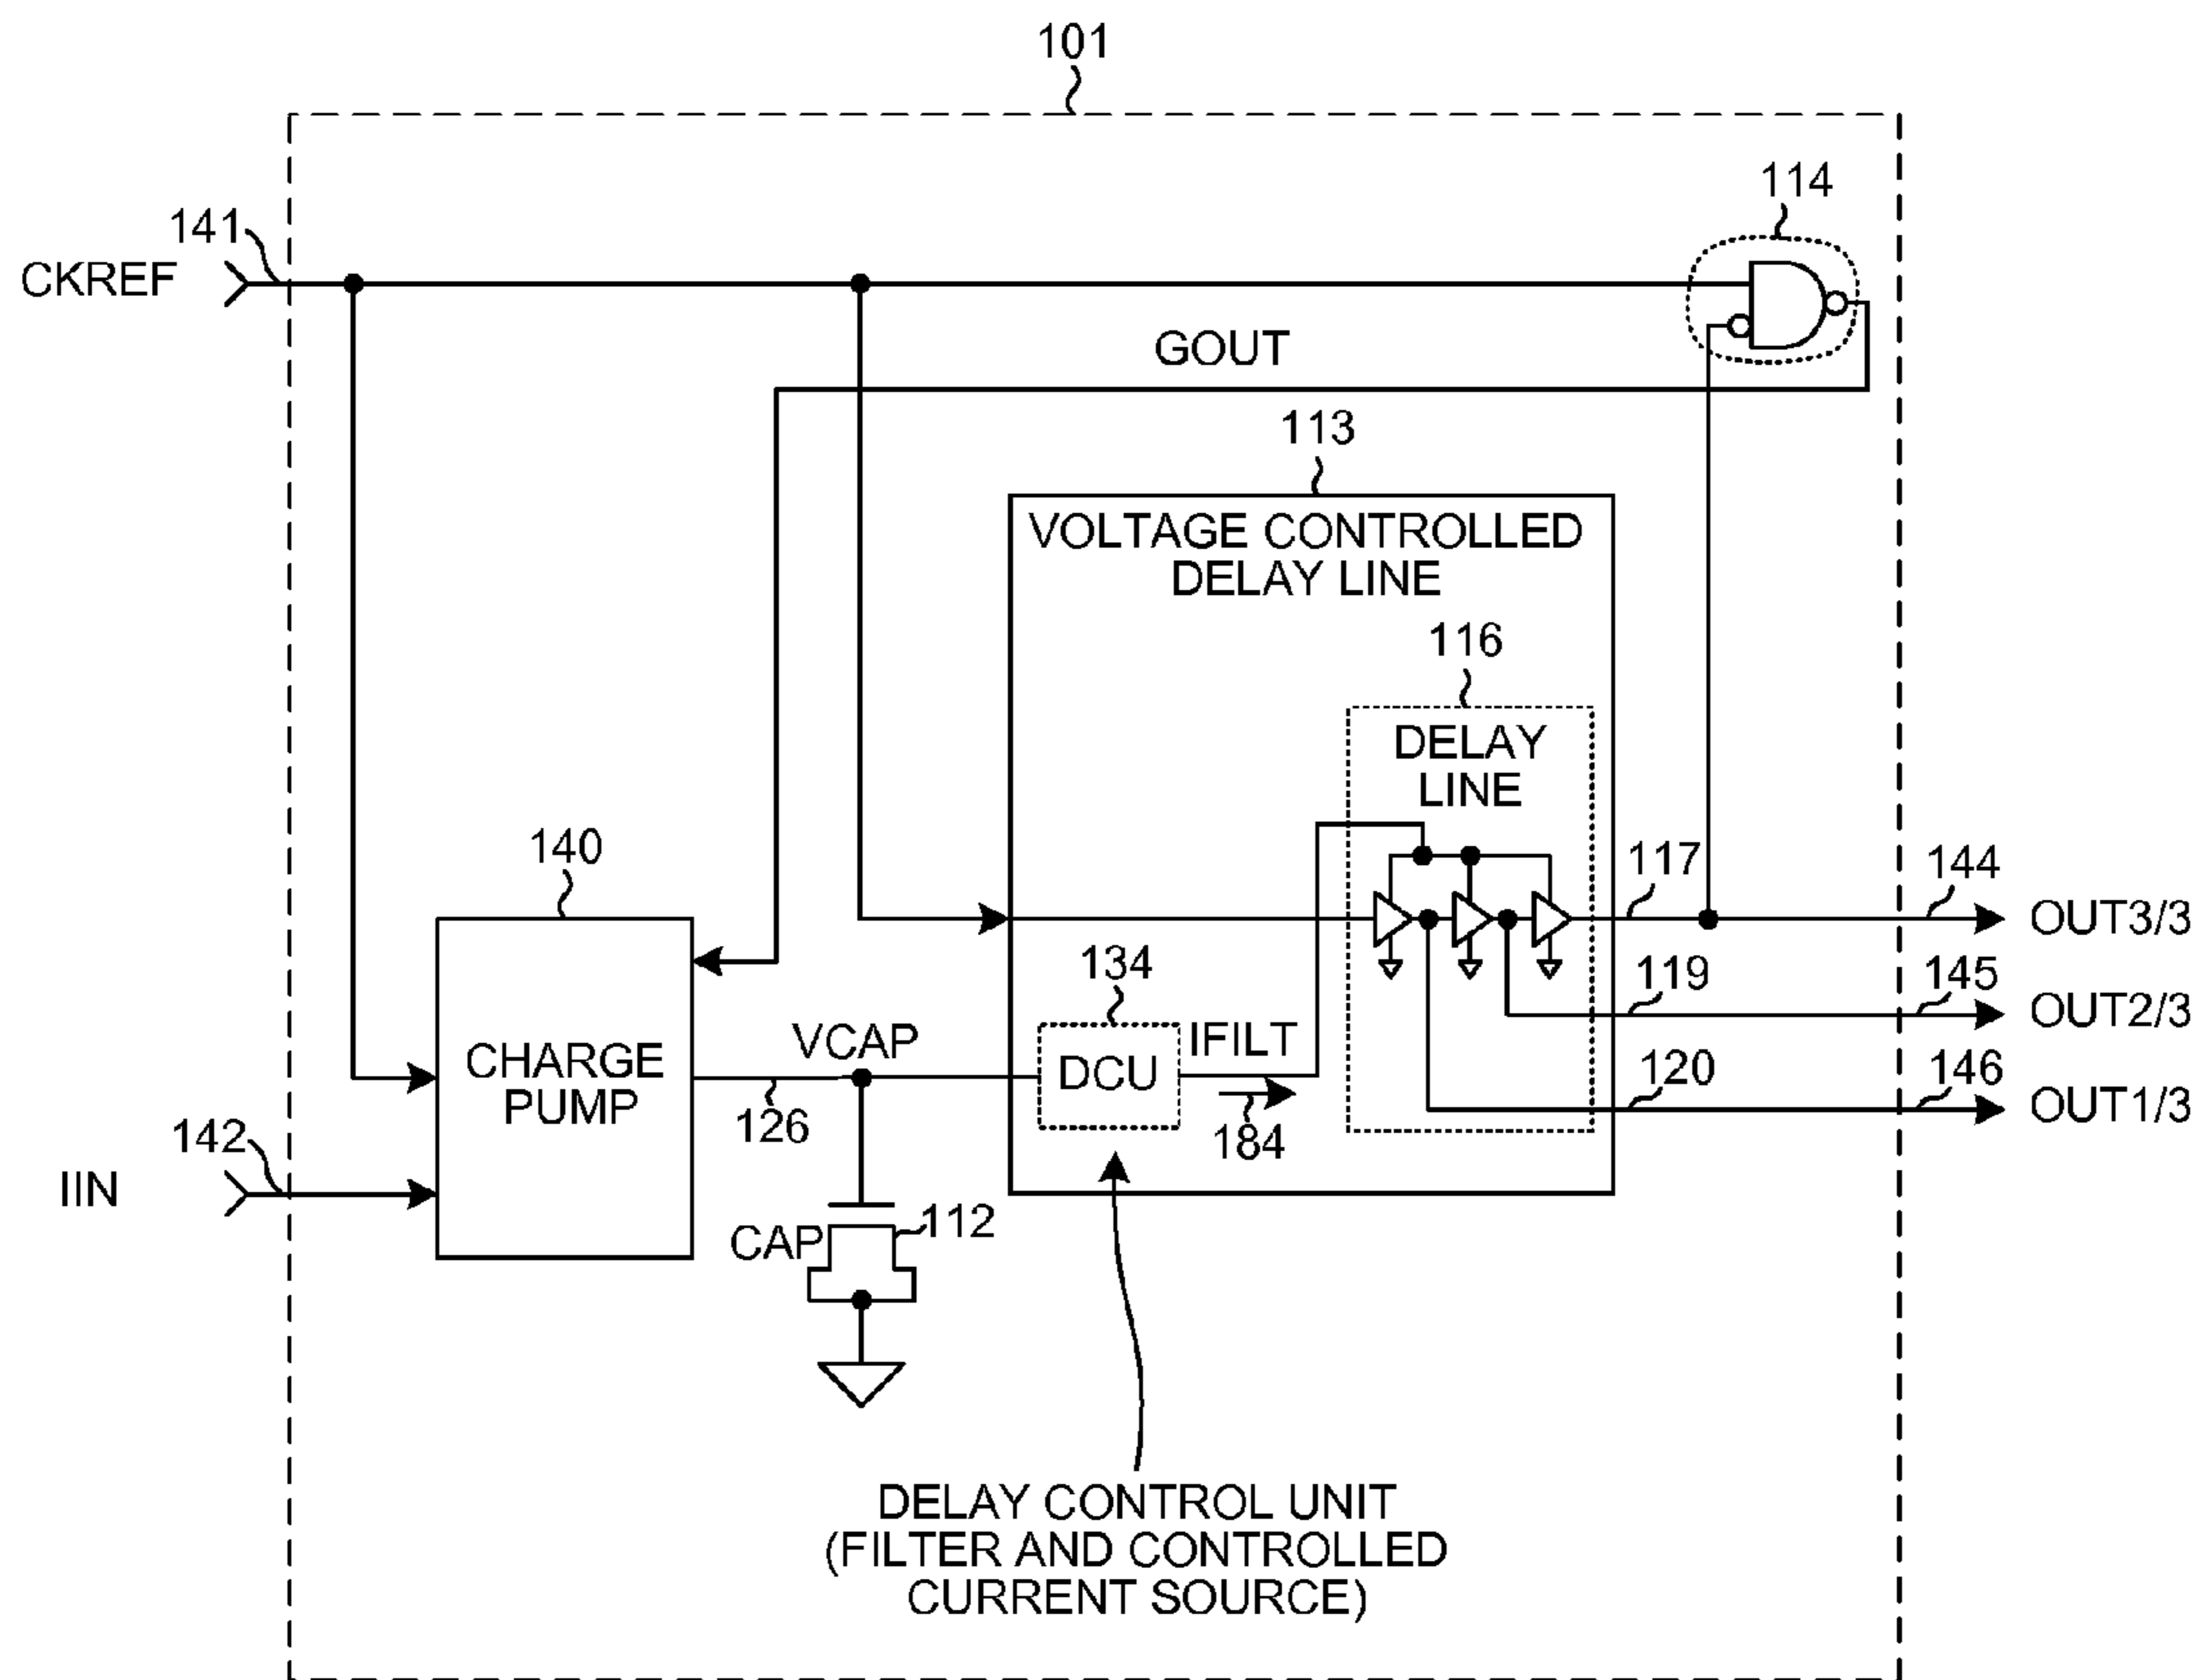 101
114
141
CKREF
GOUT
113
VOLTAGE CONTROLLED
DELAY LINE
116
DELAY
LINE
140
117
144
OUT3/3
134
119
145
OUT2/3
VCAP
DCU
IFILT
CHARGE
PUMP
126
184
120
146
OUT1/3
142
IIN
CAP
112
DELAY CONTROL UNIT
(FILTER AND CONTROLLED
CURRENT SOURCE)